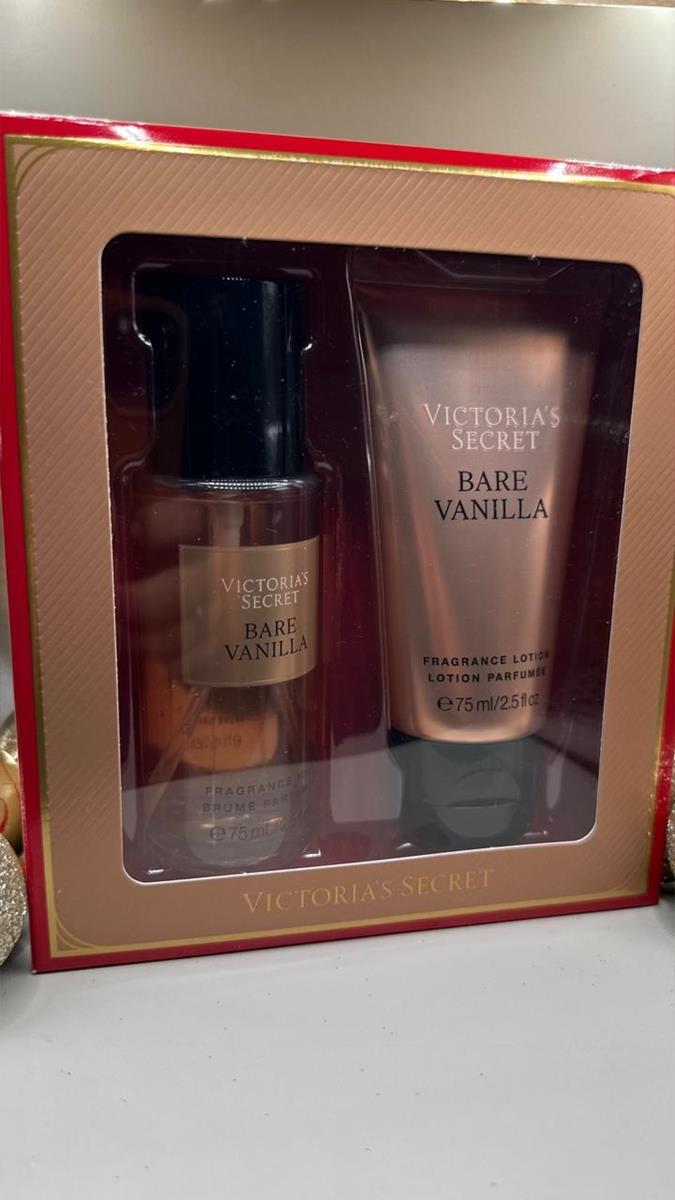 VICTORIA'S
SECRET
BARE
VANILLA
FRAGRANCE
BRUME
℮75 mL
VICTORIA'S
SECRET
BARE
VANILLA
FRAGRANCE LOTION
LOTION PARFUMÉE
℮75 ml/2.5 fl oz
VICTORIA'S SECRET